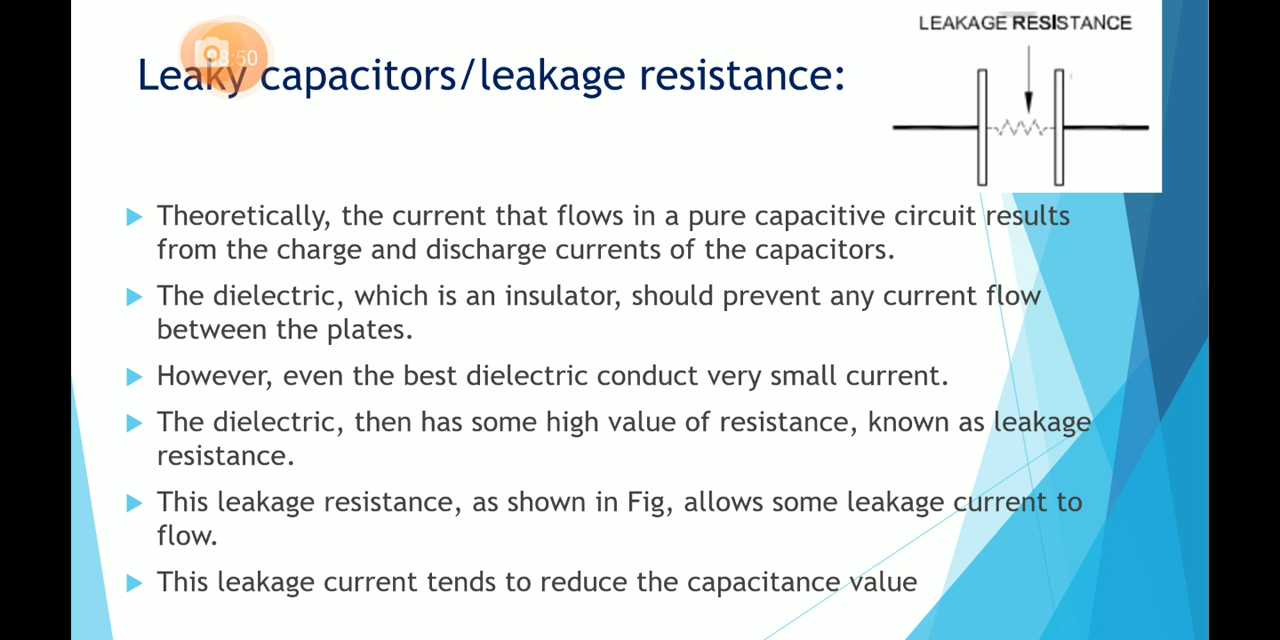 LEAKAGE RESISTANCE
Leaky capacitors/leakage resistance:
Theoretically, the current that flows in a pure capacitive circuit results
from the charge and discharge currents of the capacitors.
The dielectric, which is an insulator, should prevent any current flow
between the plates.
However, even the best dielectric conduct very small current.
The dielectric, then has some high value of resistance, known as leakage
resistance.
This leakage resistance, as shown in Fig, allows some leakage current to
flow.
This leakage current tends to reduce the capacitance value